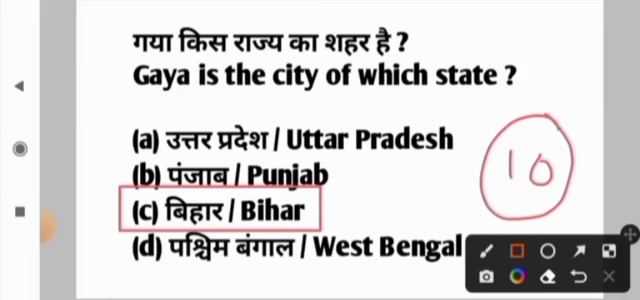 गया किस राज्य का शहर है ?
Gaya is the city of which state ?
(a) उत्तर प्रदेश / Uttar Pradesh
(b) पंजाब / Punjab
(c) बिहार / Bihar
(d) पश्चिम बंगाल / West Bengal
10